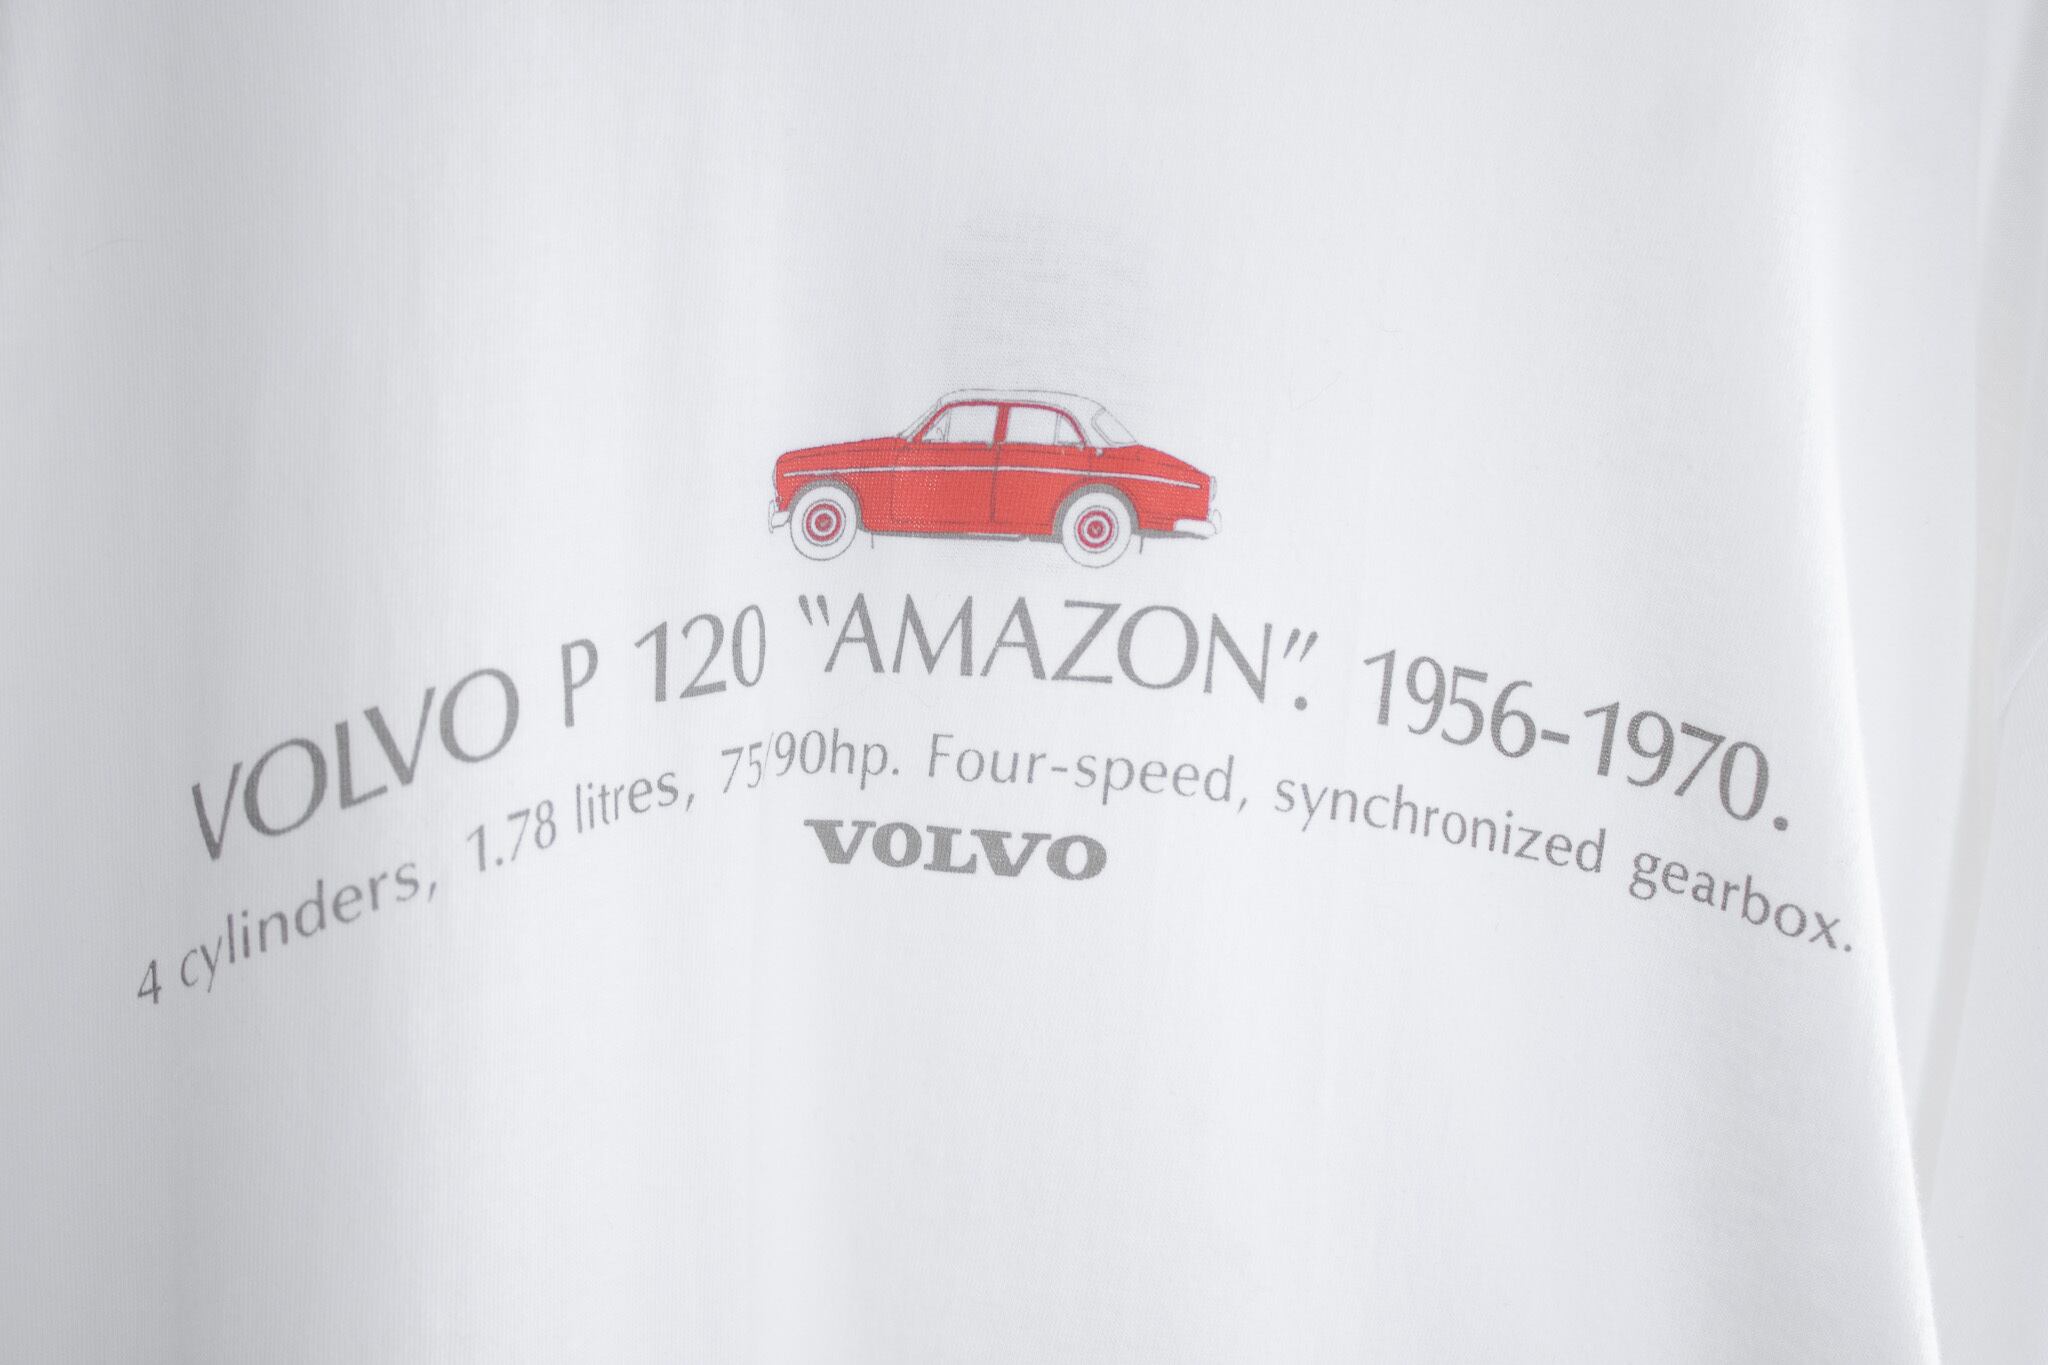 VOLVO P 120 "AMAZON". 1956-1970.
4 cylinders, 1.78 litres, 75/90hp. Four-speed, synchronized gearbox.
VOLVO